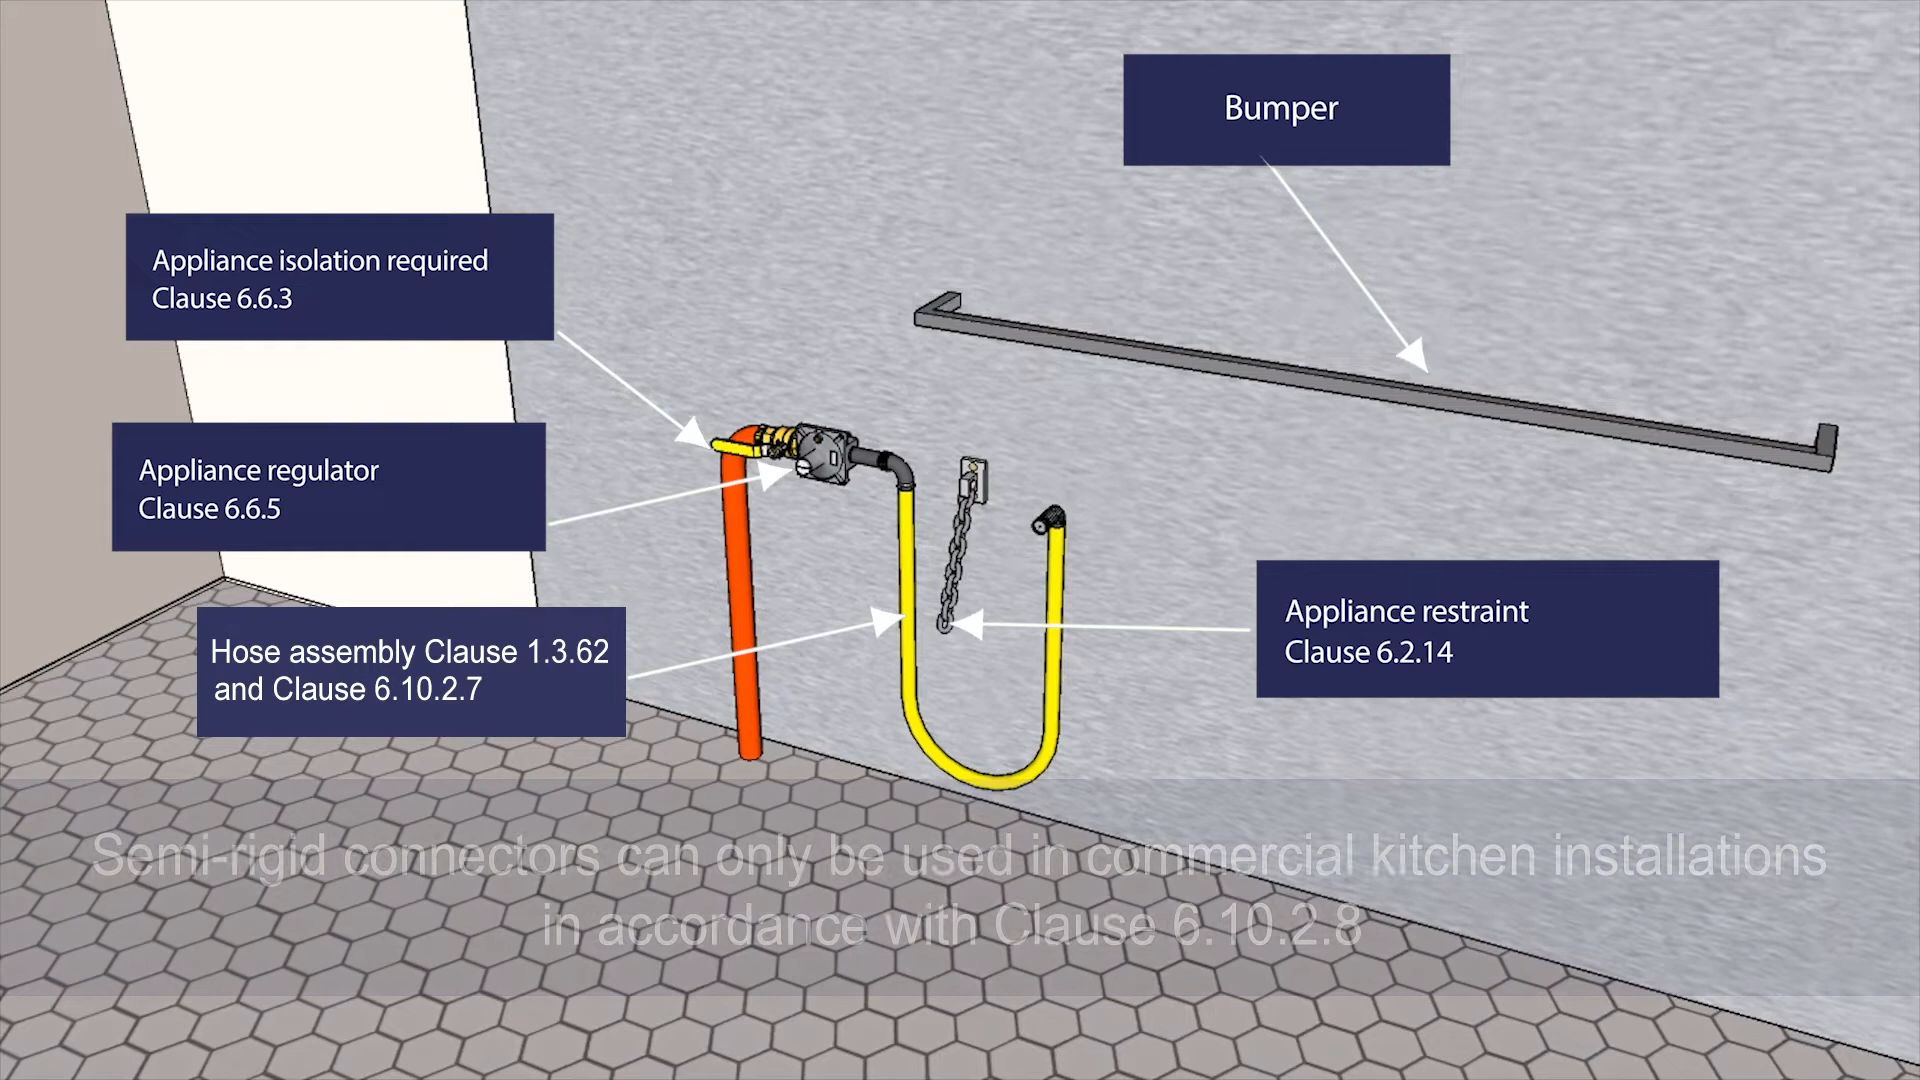 Bumper
Appliance isolation required
Clause 6.6.3
Appliance regulator
Clause 6.6.5
Hose assembly Clause 1.3.62
and Clause 6.10.2.7
Appliance restraint
Clause 6.2.14
Semi-rigid connectors can only be used in commercial kitchen installations
in accordance with Clause 6.10.2.8